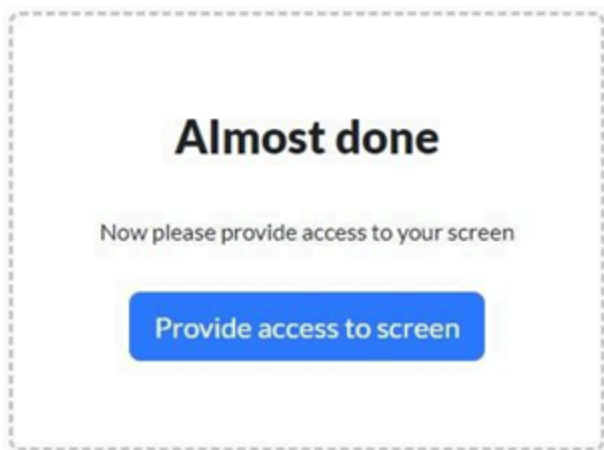 Almost done
Now please provide access to your screen
Provide access to screen